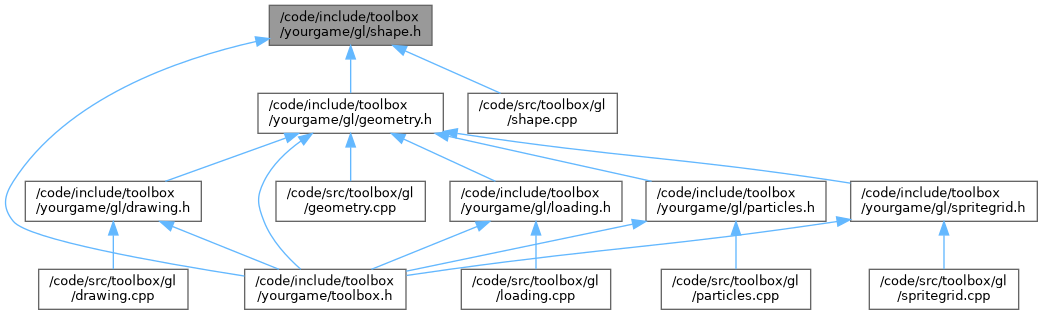 /code/include/toolbox
/yourgame/gl/shape.h
/code/include/toolbox
/yourgame/gl/geometry.h
/code/src/toolbox/gl
/shape.cpp
/code/include/toolbox
/yourgame/gl/drawing.h
/code/src/toolbox/gl
/geometry.cpp
/code/include/toolbox
/yourgame/gl/loading.h
/code/include/toolbox
/yourgame/gl/particles.h
/code/include/toolbox
/yourgame/gl/spritegrid.h
/code/src/toolbox/gl
/drawing.cpp
/code/include/toolbox
/yourgame/toolbox.h
/code/src/toolbox/gl
/loading.cpp
/code/src/toolbox/gl
/particles.cpp
/code/src/toolbox/gl
/spritegrid.cpp